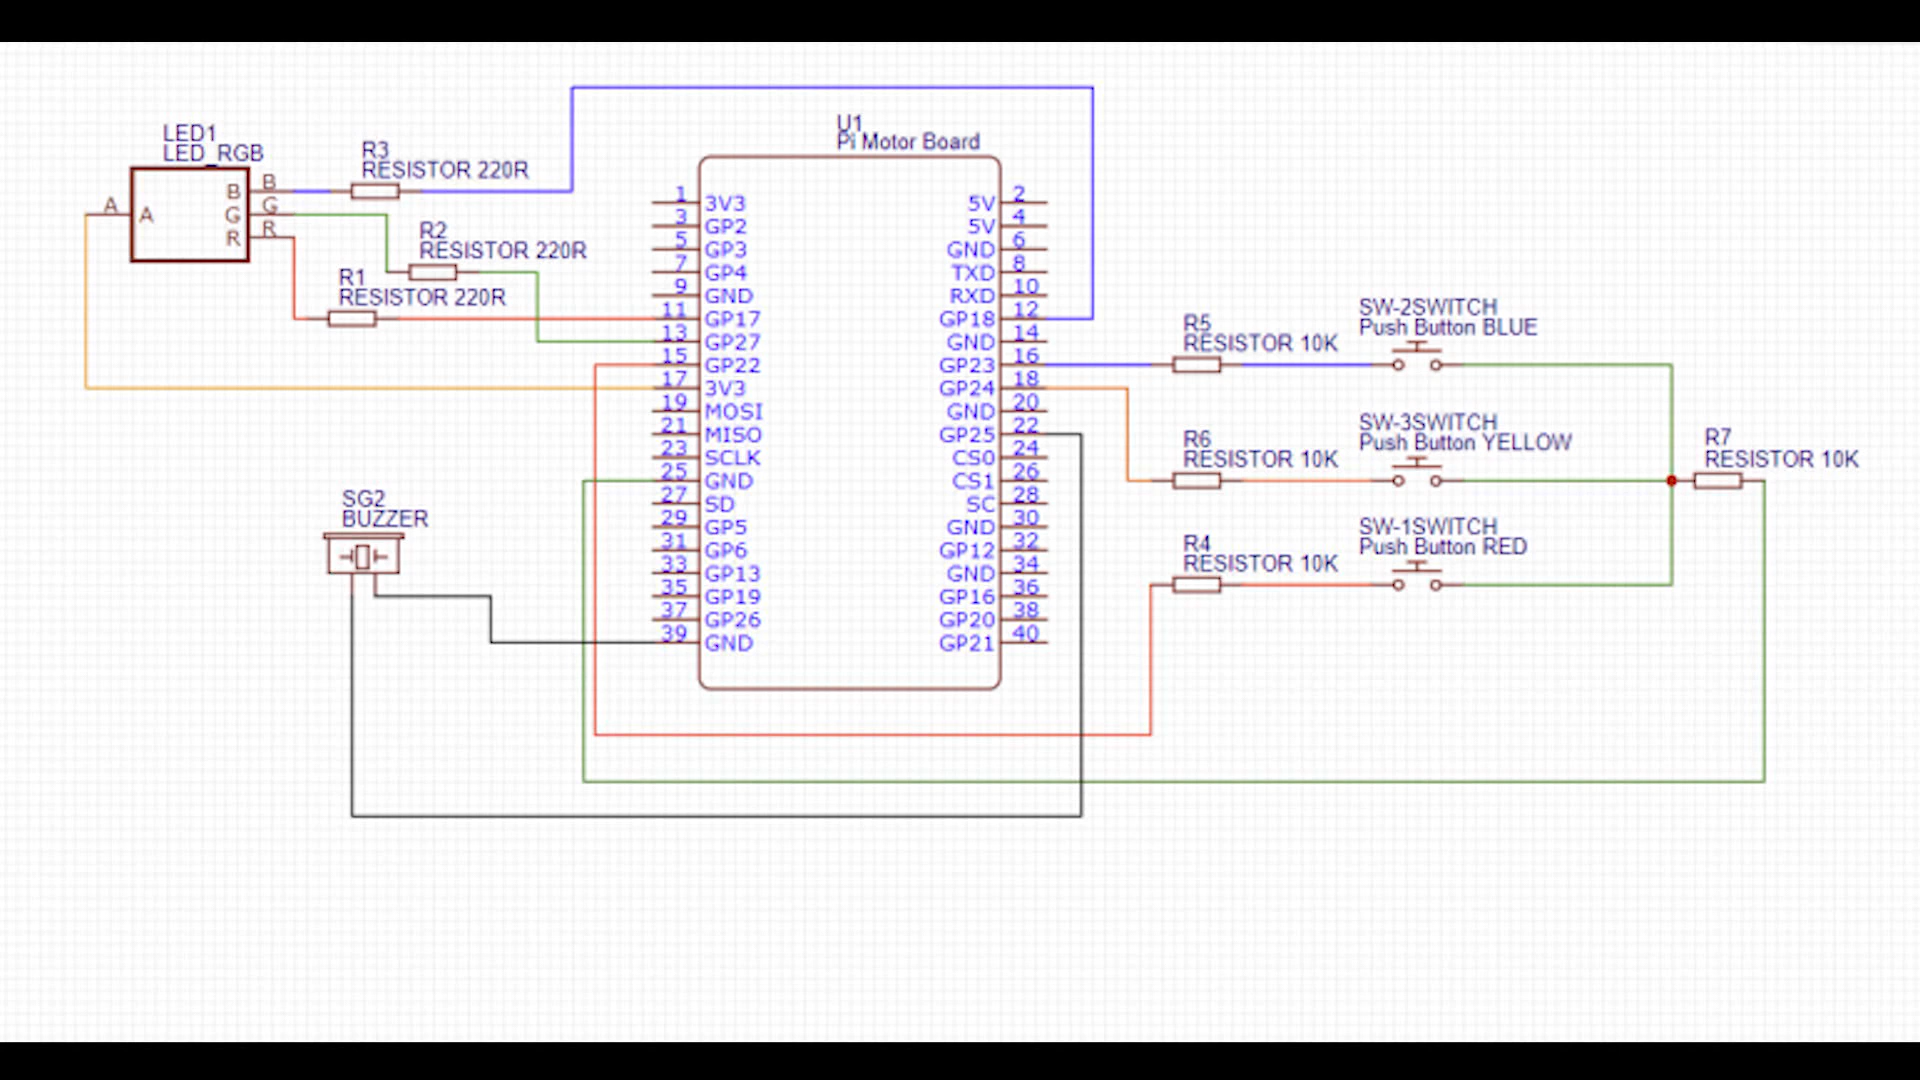 LED1
LED_RGB
A
A
B
G
R
B
G
R
R3
RESISTOR 220R
R2
RESISTOR 220R
R1
RESISTOR 220R
SG2
BUZZER
U1
Pi Motor Board
1 3V3 5V 2
3 GP2 5V 4
5 GP3 GND 6
7 GP4 TXD 8
9 GND RXD 10
11 GP17 GP18 12
13 GP27 GND 14
15 GP22 GP23 16
17 3V3 GP24 18
19 MOSI GND 20
21 MISO GP25 22
23 SCLK CS0 24
25 GND CS1 26
27 SD SC 28
29 GP5 GND 30
31 GP6 GP12 32
33 GP13 GND 34
35 GP19 GP16 36
37 GP26 GP20 38
39 GND GP21 40
R5
RESISTOR 10K
SW-2SWITCH
Push Button BLUE
R6
RESISTOR 10K
SW-3SWITCH
Push Button YELLOW
R4
RESISTOR 10K
SW-1SWITCH
Push Button RED
R7
RESISTOR 10K